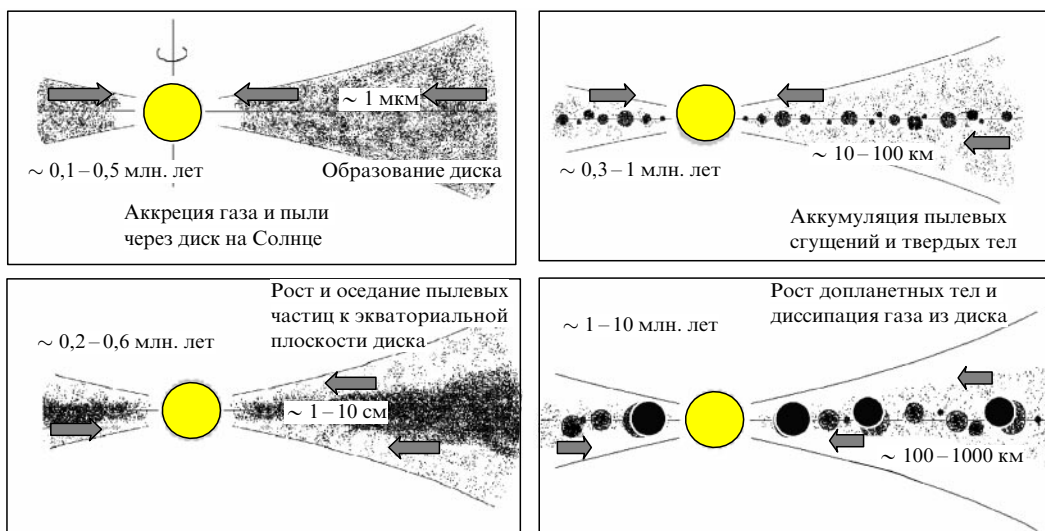 ~ 1 мкм
~ 0,1 – 0,5 млн. лет
Образование диска
Аккреция газа и пыли
через диск на Солнце
~ 10 – 100 км
~ 0,3 – 1 млн. лет
Аккумуляция пылевых
сгущений и твердых тел
Рост и оседание пылевых
частиц к экваториальной
плоскости диска
~ 0,2 – 0,6 млн. лет
~ 1 – 10 см
Рост допланетных тел и
диссипация газа из диска
~ 1 – 10 млн. лет
~ 100 – 1000 км